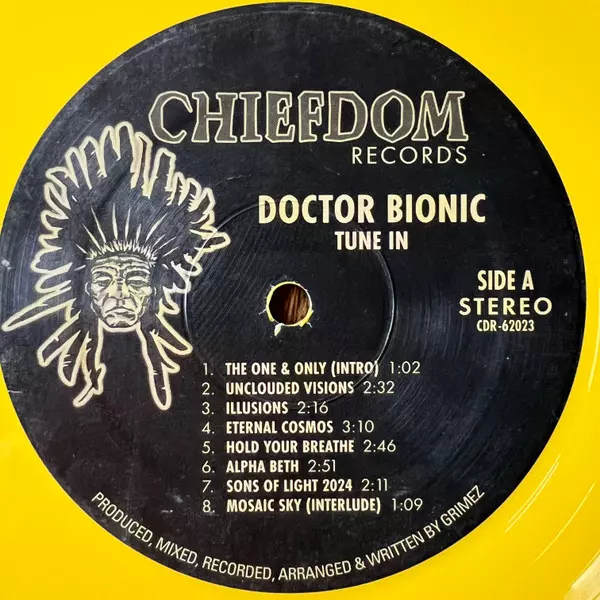 CHIEFDOM
RECORDS
DOCTOR BIONIC
TUNE IN
SIDE A
STEREO
CDR-62023
1. THE ONE & ONLY (INTRO) 1:02
2. UNCLOUDED VISIONS 2:32
3. ILLUSIONS 2:16
4. ETERNAL COSMOS 3:10
5. HOLD YOUR BREATHE 2:46
6. ALPHA BETH 2:51
7. SONS OF LIGHT 2024 2:11
8. MOSAIC SKY (INTERLUDE) 1:09
PRODUCED, MIXED, RECORDED, ARRANGED & WRITTEN BY GRIMEZ